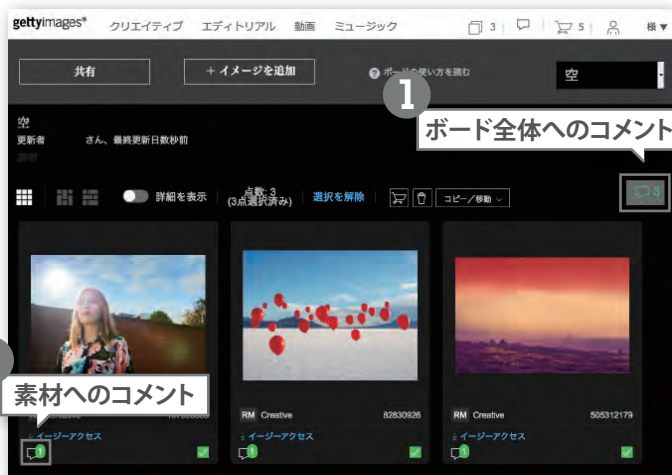 gettyimages® クリエイティブ エディトリアル 動画 ミュージック 3 5 様▼
共有 + イメージを追加 ? ボードの使い方を読む 空
1
ボード全体へのコメント
空
更新者 さん、最終更新日数秒前
説明
詳細を表示 点数: 3 (3点選択済み) 選択を解除 コピー／移動 3
素材へのコメント
RM Creative 82830926 RM Creative 505312179
イージーアクセス イージーアクセス イージーアクセス
1 1 1